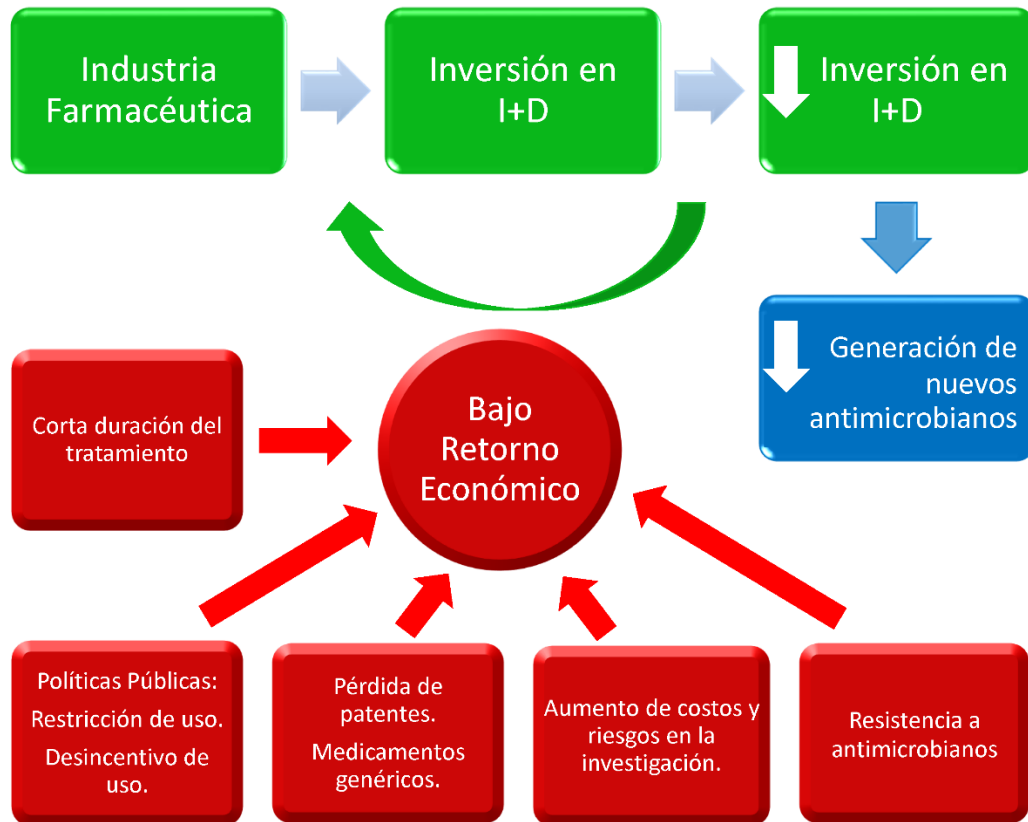 Industria
Farmacéutica
Inversión en
I+D
Inversión en
I+D
Generación de
nuevos
antimicrobianos
Bajo
Retorno
Económico
Corta duración del
tratamiento
Políticas Públicas:
Restricción de uso.
Desincentivo de
uso.
Pérdida de
patentes.
Medicamentos
genéricos.
Aumento de costos y
riesgos en la
investigación.
Resistencia a
antimicrobianos